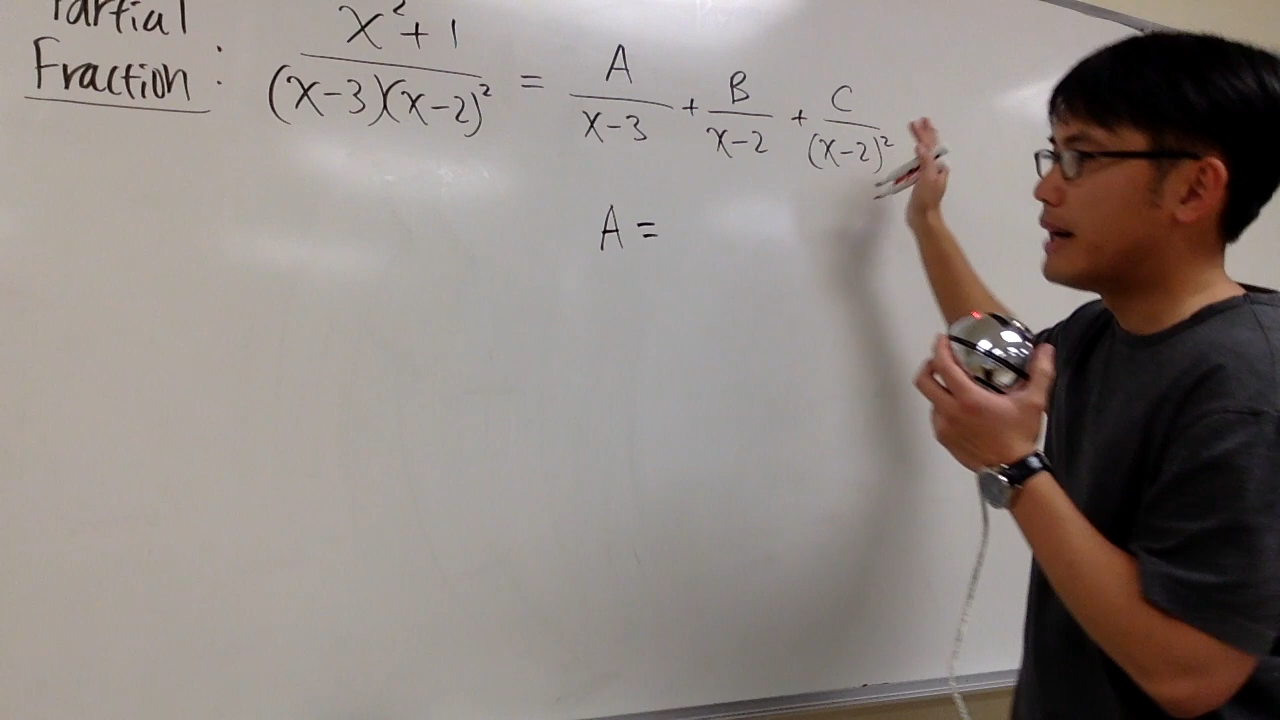 Partial
Fraction : (x²+1)/((x-3)(x-2)²) = A/(x-3) + B/(x-2) + C/(x-2)²
A =